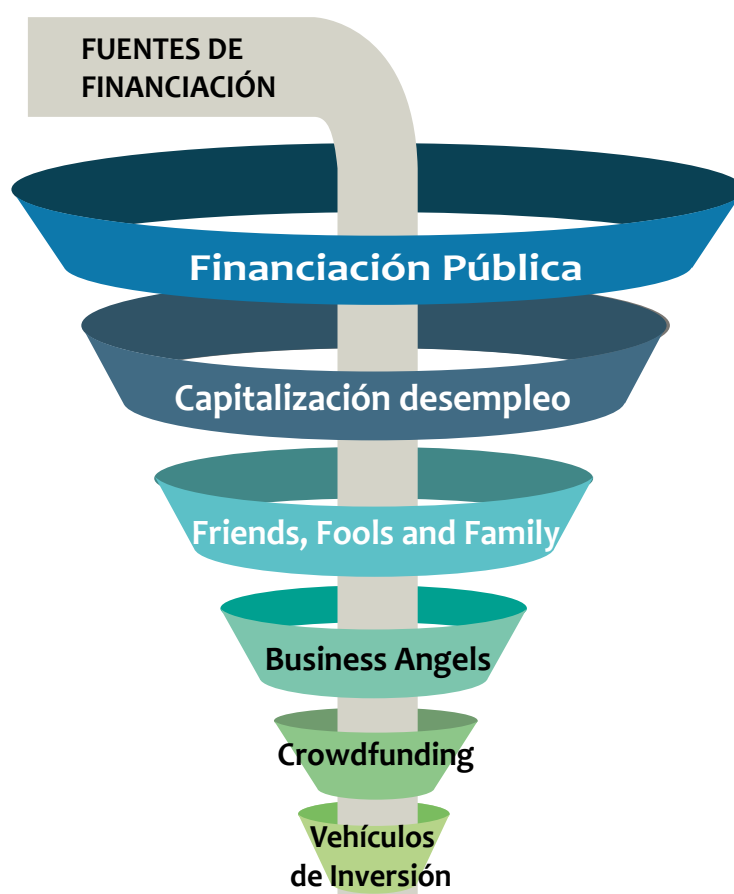 FUENTES DE
FINANCIACIÓN
Financiación Pública
Capitalización desempleo
Friends, Fools and Family
Business Angels
Crowdfunding
Vehículos
de Inversión